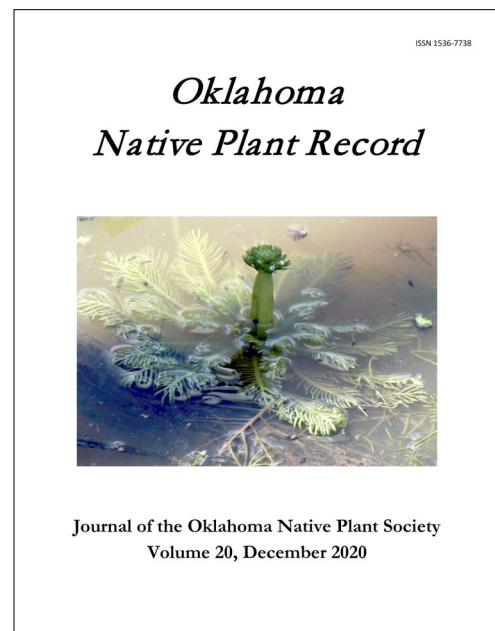 ISSN 1536-7738
Oklahoma
Native Plant Record
Journal of the Oklahoma Native Plant Society
Volume 20, December 2020